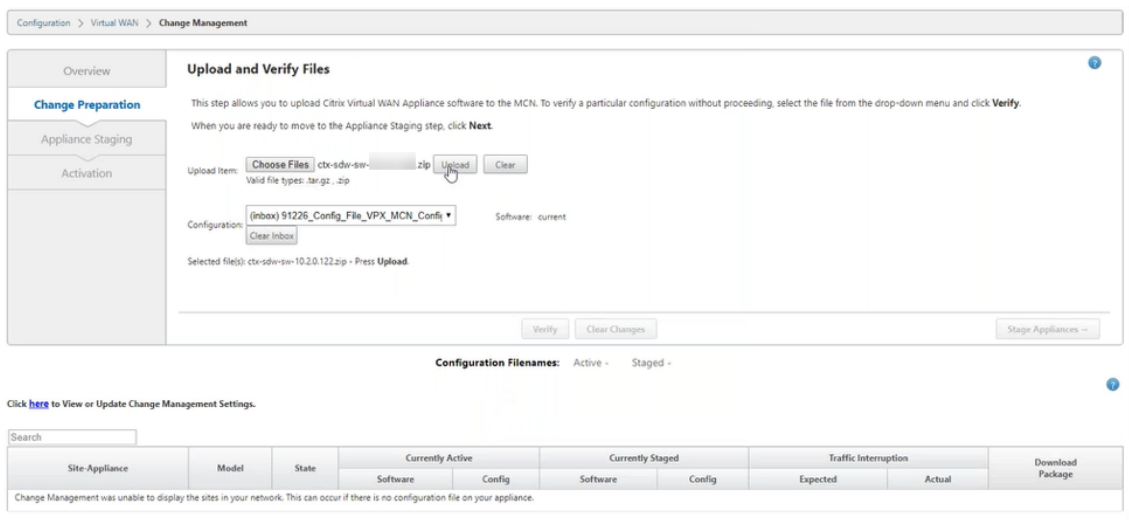 Configuration > Virtual WAN > Change Management
Overview
Change Preparation
Appliance Staging
Activation
Upload and Verify Files
This step allows you to upload Citrix Virtual WAN Appliance software to the MCN. To verify a particular configuration without proceeding, select the file from the drop-down menu and click Verify.
When you are ready to move to the Appliance Staging step, click Next.
Upload Item: Choose Files ctx-sdw-sw- .zip Upload Clear
Valid file types: .tar.gz , .zip
Configuration: (inbox) 91226_Config_File_VPX_MCN_Config Software: current
Clear Inbox
Selected file(s): ctx-sdw-sw-10.2.0.122.zip - Press Upload.
Verify Clear Changes Stage Appliances
Configuration Filenames: Active - Staged -
Click here to View or Update Change Management Settings.
Search
Site-Appliance Model State Currently Active Currently Staged Traffic Interruption Download Package
Software Config Software Config Expected Actual
Change Management was unable to display the sites in your network. This can occur if there is no configuration file on your appliance.